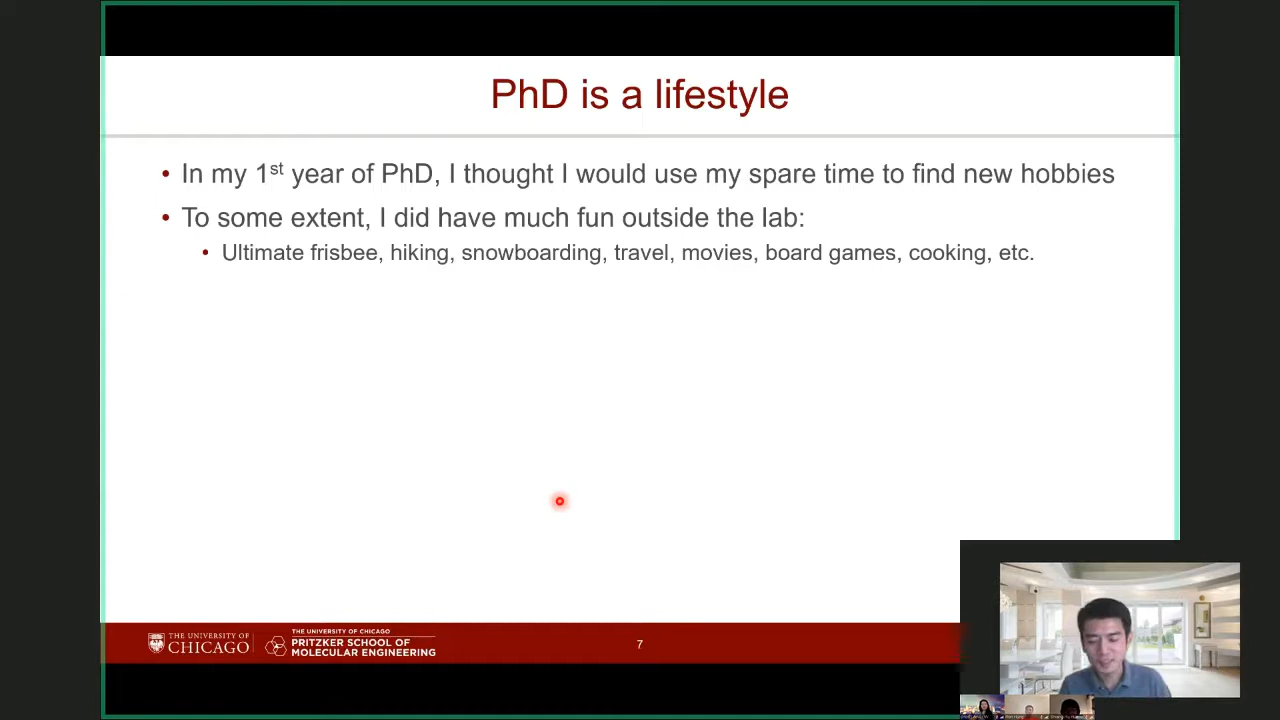 PhD is a lifestyle
• In my 1st year of PhD, I thought I would use my spare time to find new hobbies
• To some extent, I did have much fun outside the lab:
• Ultimate frisbee, hiking, snowboarding, travel, movies, board games, cooking, etc.
THE UNIVERSITY OF
CHICAGO
THE UNIVERSITY OF CHICAGO
PRITZKER SCHOOL OF
MOLECULAR ENGINEERING
7